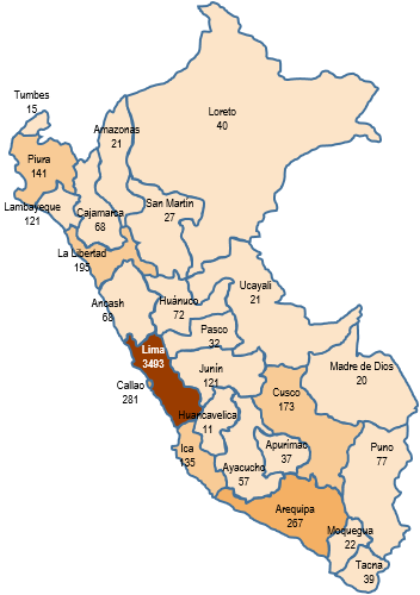 Tumbes
15
Loreto
40
Amazonas
21
Piura
141
Lambayeque
121
Cajamarca
68
San Martin
27
La Libertad
195
Ancash
68
Huánuco
72
Ucayali
21
Pasco
32
Lima
3493
Junín
121
Callao
281
Madre de Dios
20
Cusco
173
Huancavelica
11
Ica
135
Ayacucho
57
Apurímac
37
Puno
77
Arequipa
267
Moquegua
22
Tacna
39